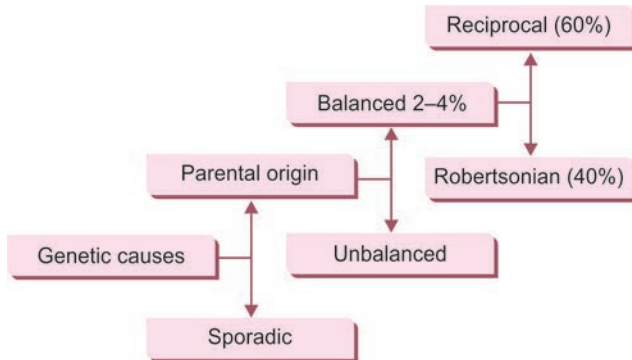 Reciprocal (60%)
Balanced 2–4%
Parental origin
Robertsonian (40%)
Genetic causes
Unbalanced
Sporadic